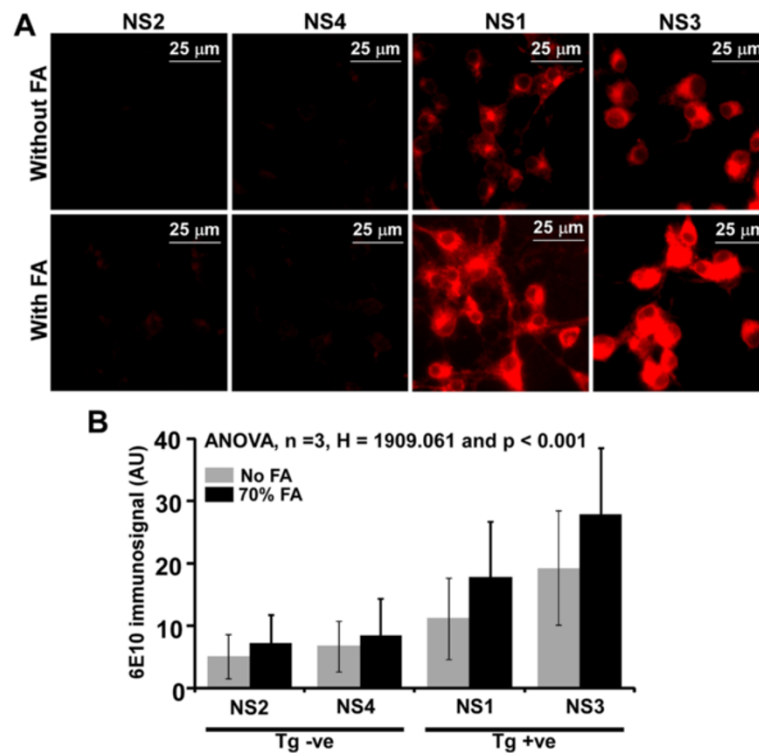 A
NS2 NS4 NS1 NS3
Without FA
25 μm 25 μm 25 μm 25 μm
With FA
25 μm 25 μm 25 μm 25 μm
B
ANOVA, n =3, H = 1909.061 and p < 0.001
No FA
70% FA
6E10 immunosignal (AU)
40
30
20
10
0
NS2 NS4 NS1 NS3
Tg -ve Tg +ve